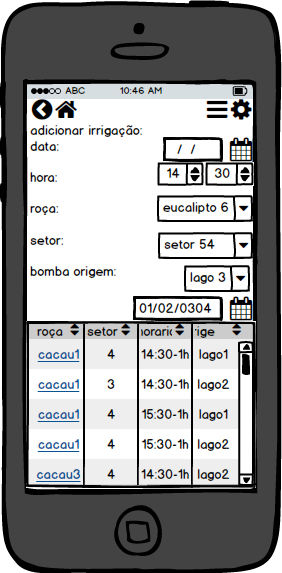 ABC 10:46 AM
adicionar irrigação:
data: / /
hora: 14 30
roça: eucalipto 6
setor: setor 54
bomba origem: lago 3
01/02/0304
roça setor
cacau1 4 14:30-1h lago1
cacau1 3 14:30-1h lago2
cacau1 4 15:30-1h lago1
cacau1 4 15:30-1h lago2
cacau3 4 14:30-1h lago2